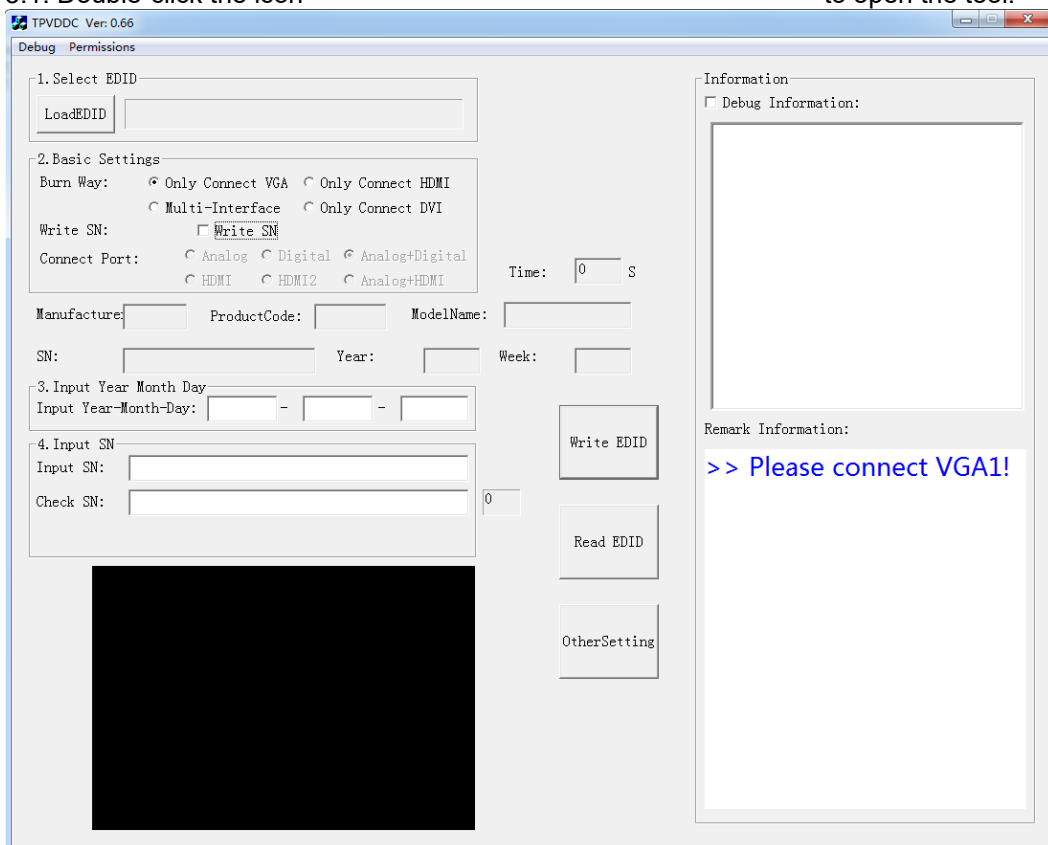 to open the tool.
TPVDDC Ver: 0.66
Debug Permissions
1.Select EDID
LoadEDID
2.Basic Settings
Burn Way: Only Connect VGA Only Connect HDMI
Multi-Interface Only Connect DVI
Write SN: Write SN
Connect Port: Analog Digital Analog+Digital
HDMI HDMI2 Analog+HDMI
Time: 0 S
Manufacture: ProductCode: ModelName:
SN: Year: Week:
3.Input Year Month Day
Input Year-Month-Day: - -
4.Input SN
Input SN:
Check SN: 0
Write EDID
Read EDID
OtherSetting
Information
Debug Information:
Remark Information:
>> Please connect VGA1!